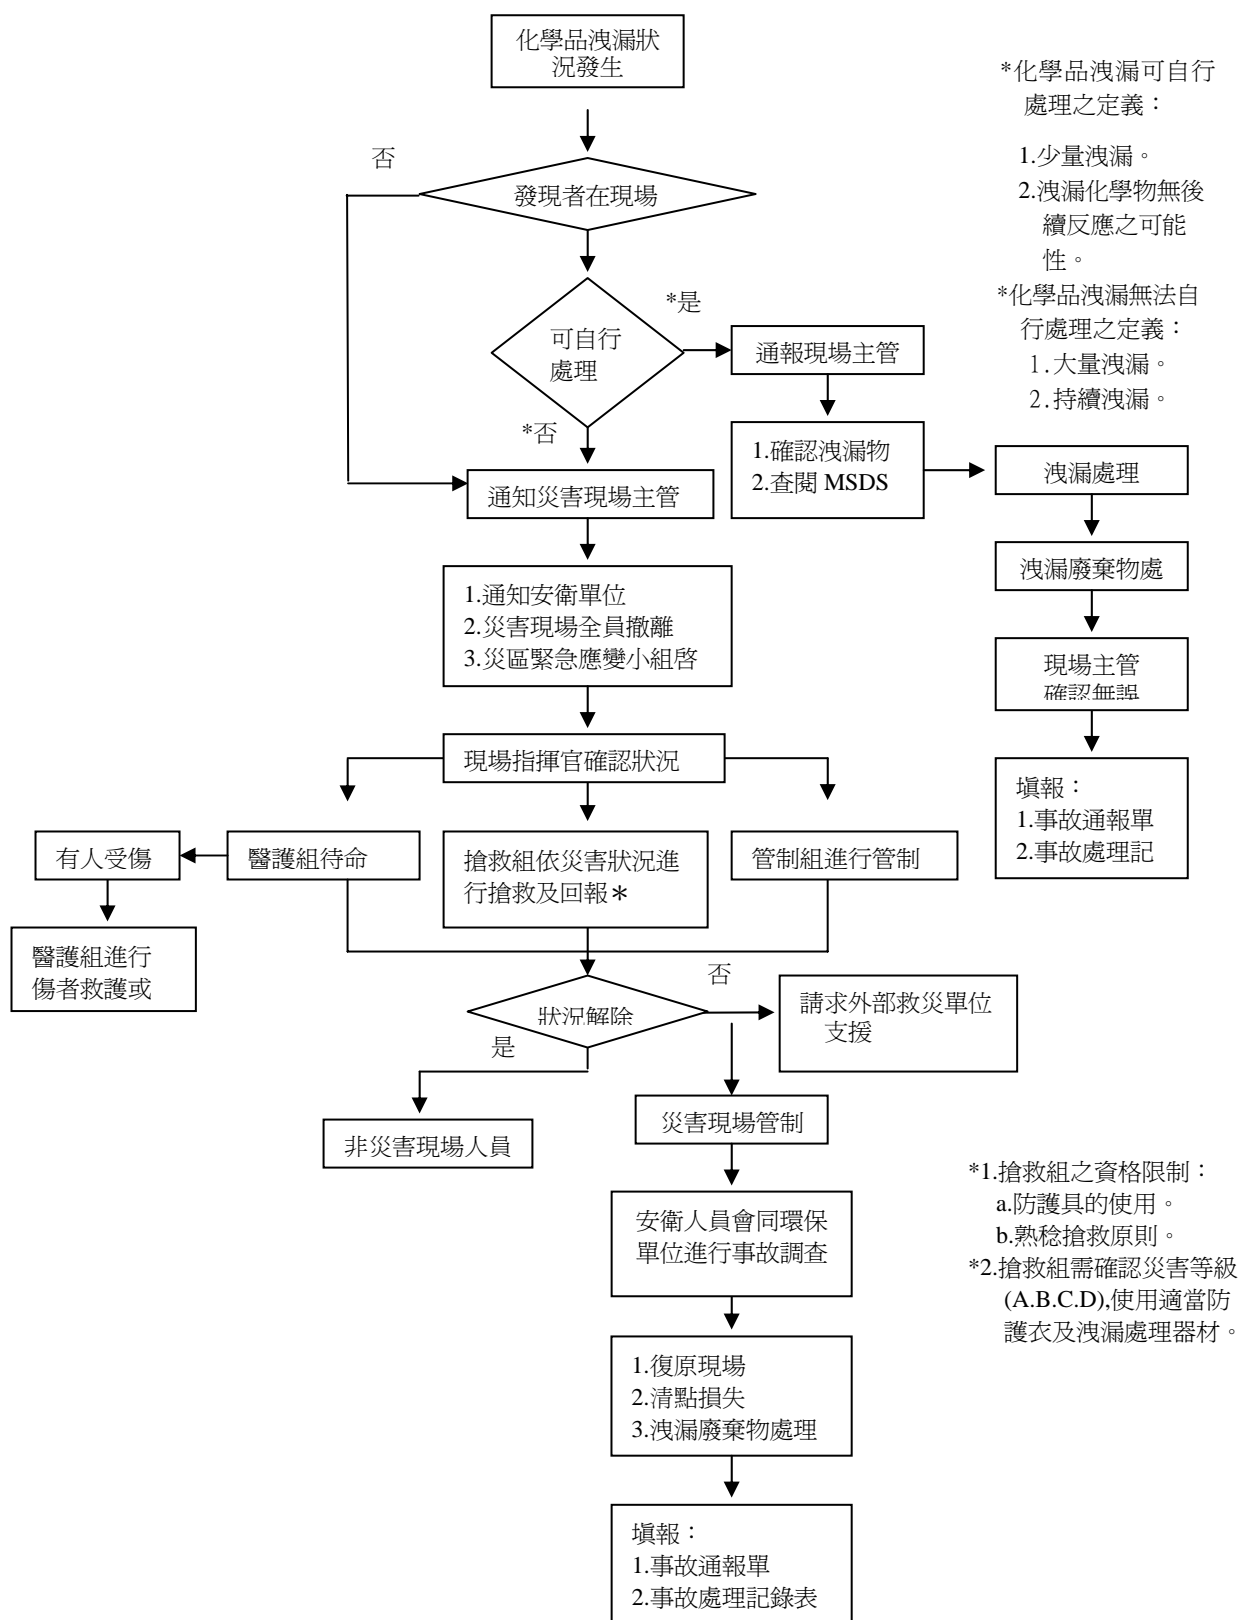 化學品洩漏狀
況發生
*化學品洩漏可自行
處理之定義：
1.少量洩漏。
2.洩漏化學物無後
續反應之可能
性。
*化學品洩漏無法自
行處理之定義：
1.大量洩漏。
2.持續洩漏。
否
發現者在現場
可自行
處理
*是
通報現場主管
*否
1.確認洩漏物
2.查閱 MSDS
洩漏處理
通知災害現場主管
洩漏廢棄物處
1.通知安衛單位
2.災害現場全員撤離
3.災區緊急應變小組啓
現場主管
確認無誤
現場指揮官確認狀況
填報：
1.事故通報單
2.事故處理記
有人受傷
醫護組待命
搶救組依災害狀況進
行搶救及回報＊
管制組進行管制
醫護組進行
傷者救護或
狀況解除
否
是
請求外部救災單位
支援
非災害現場人員
災害現場管制
安衛人員會同環保
單位進行事故調查
*1.搶救組之資格限制：
a.防護具的使用。
b.熟稔搶救原則。
*2.搶救組需確認災害等級
(A.B.C.D),使用適當防
護衣及洩漏處理器材。
1.復原現場
2.清點損失
3.洩漏廢棄物處理
填報：
1.事故通報單
2.事故處理記錄表